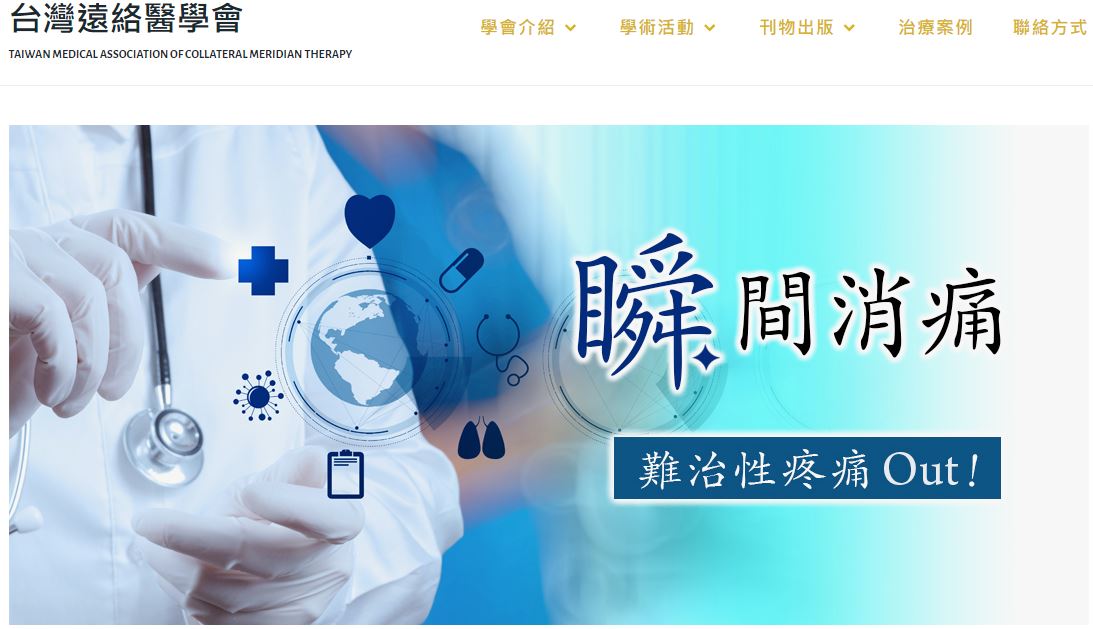 台灣遠絡醫學會
TAIWAN MEDICAL ASSOCIATION OF COLLATERAL MERIDIAN THERAPY
學會介紹 學術活動 刊物出版 治療案例 聯絡方式
瞬間消痛
難治性疼痛 Out!